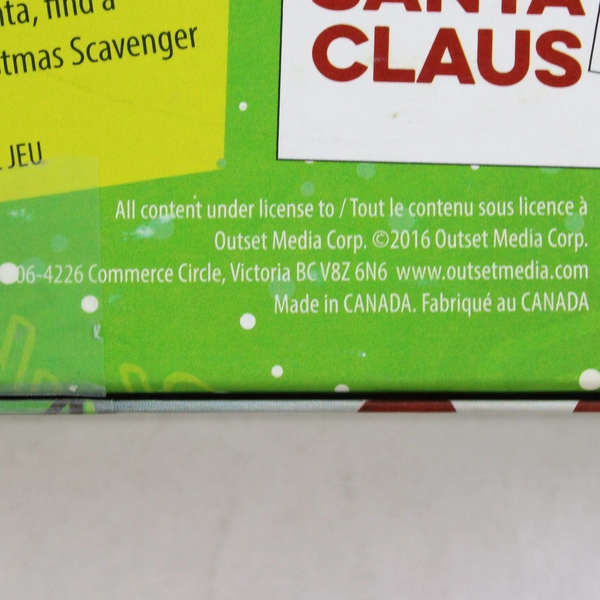 find a
Christmas Scavenger
JEU
SANTA
CLAUS
All content under license to / Tout le contenu sous licence à
Outset Media Corp. ©2016 Outset Media Corp.
06-4226 Commerce Circle, Victoria BC V8Z 6N6 www.outsetmedia.com
Made in CANADA. Fabriqué au CANADA